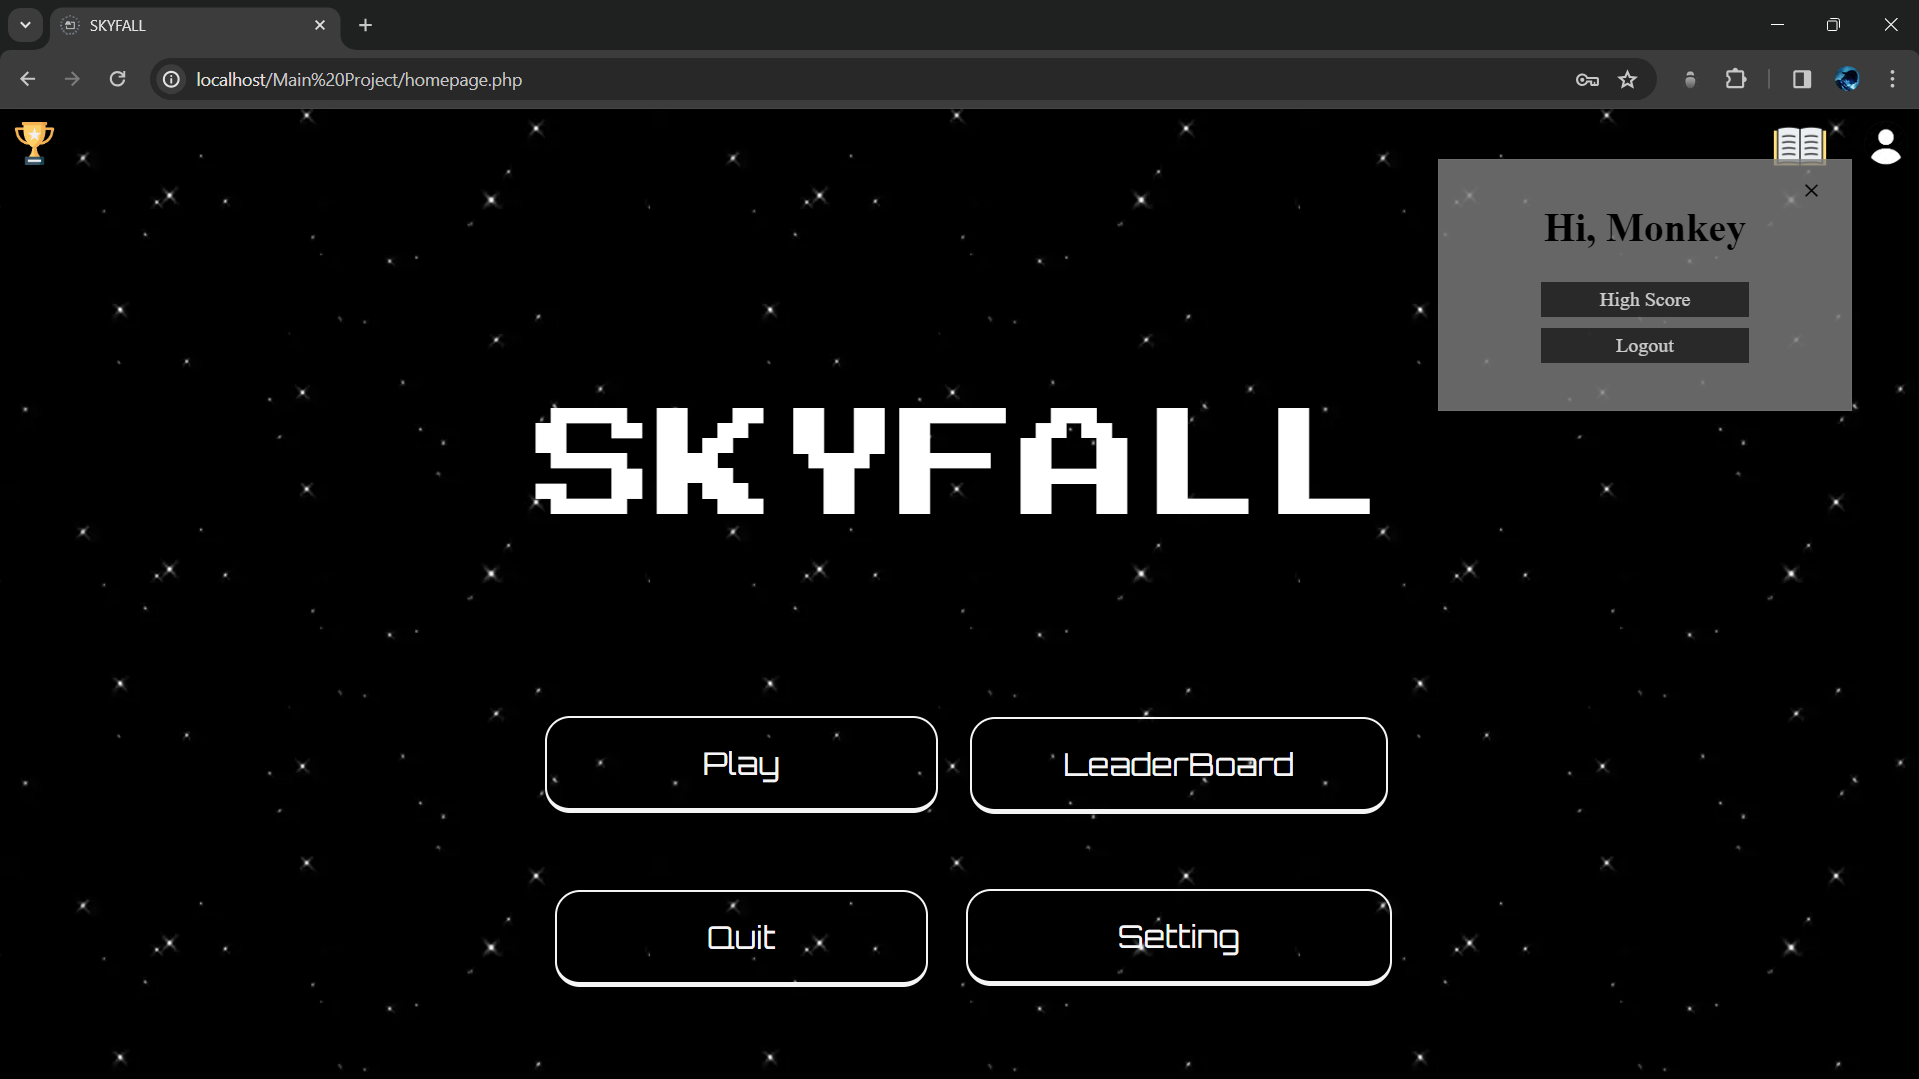 SKYFALL
localhost/Main%20Project/homepage.php
Hi, Monkey
High Score
Logout
SKYFALL
Play
LeaderBoard
Quit
Setting